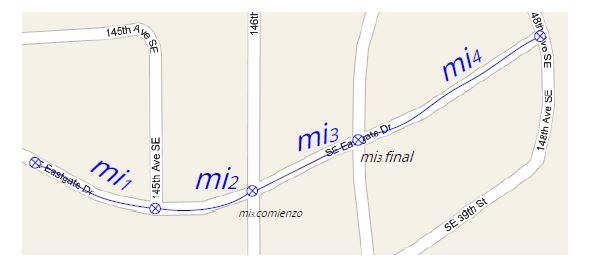 145th Ave SE
146th
148th Ave SE
mi4
mi3
SE Eastgate Dr
mi3 final
148th Ave SE
SE Eastgate Dr
mi1
145th Ave SE
mi2
mi3 comienzo
SE 39th St